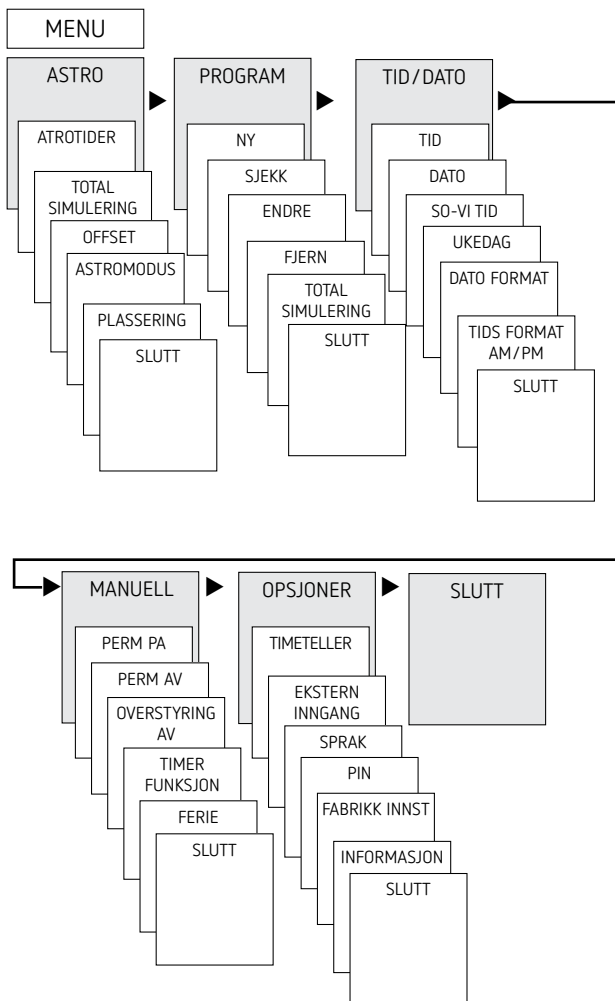 MENU
ASTRO
ATROTIDER
TOTAL
SIMULERING
OFFSET
ASTROMODUS
PLASSERING
SLUTT
PROGRAM
NY
SJEKK
ENDRE
FJERN
TOTAL
SIMULERING
SLUTT
TID/DATO
TID
DATO
SO-VI TID
UKEDAG
DATO FORMAT
TIDS FORMAT
AM/PM
SLUTT
MANUELL
PERM PA
PERM AV
OVERSTYRING
AV
TIMER
FUNKSJON
FERIE
SLUTT
OPSJONER
TIMETELLER
EKSTERN
INNGANG
SPRAK
PIN
FABRIKK INNST
INFORMASJON
SLUTT
SLUTT